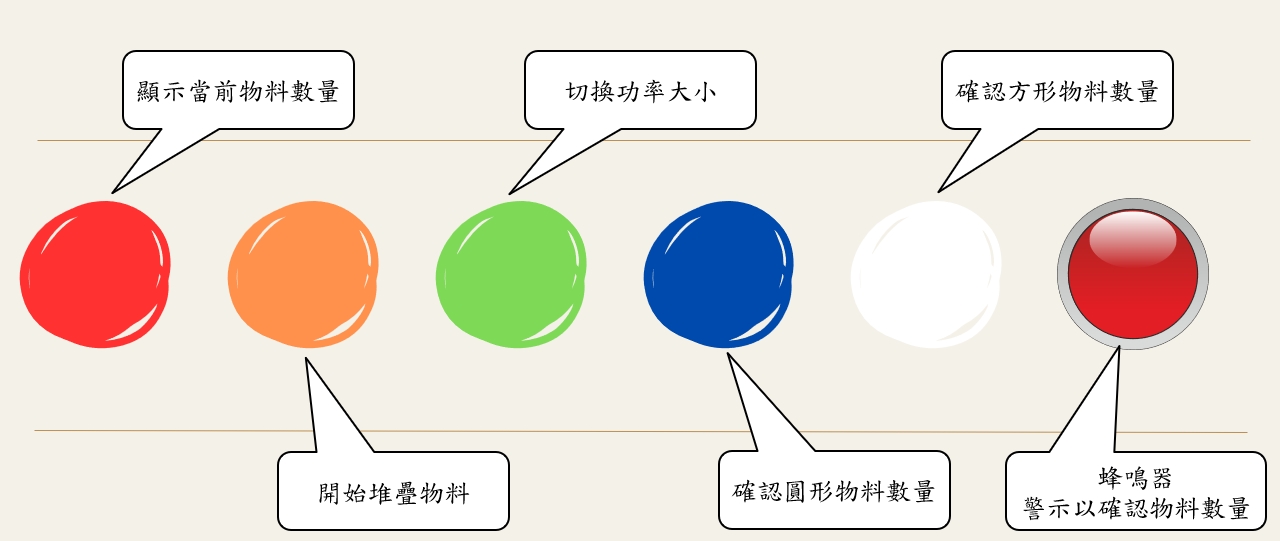 顯示當前物料數量
切換功率大小
確認方形物料數量
開始堆疊物料
確認圓形物料數量
蜂鳴器
警示以確認物料數量